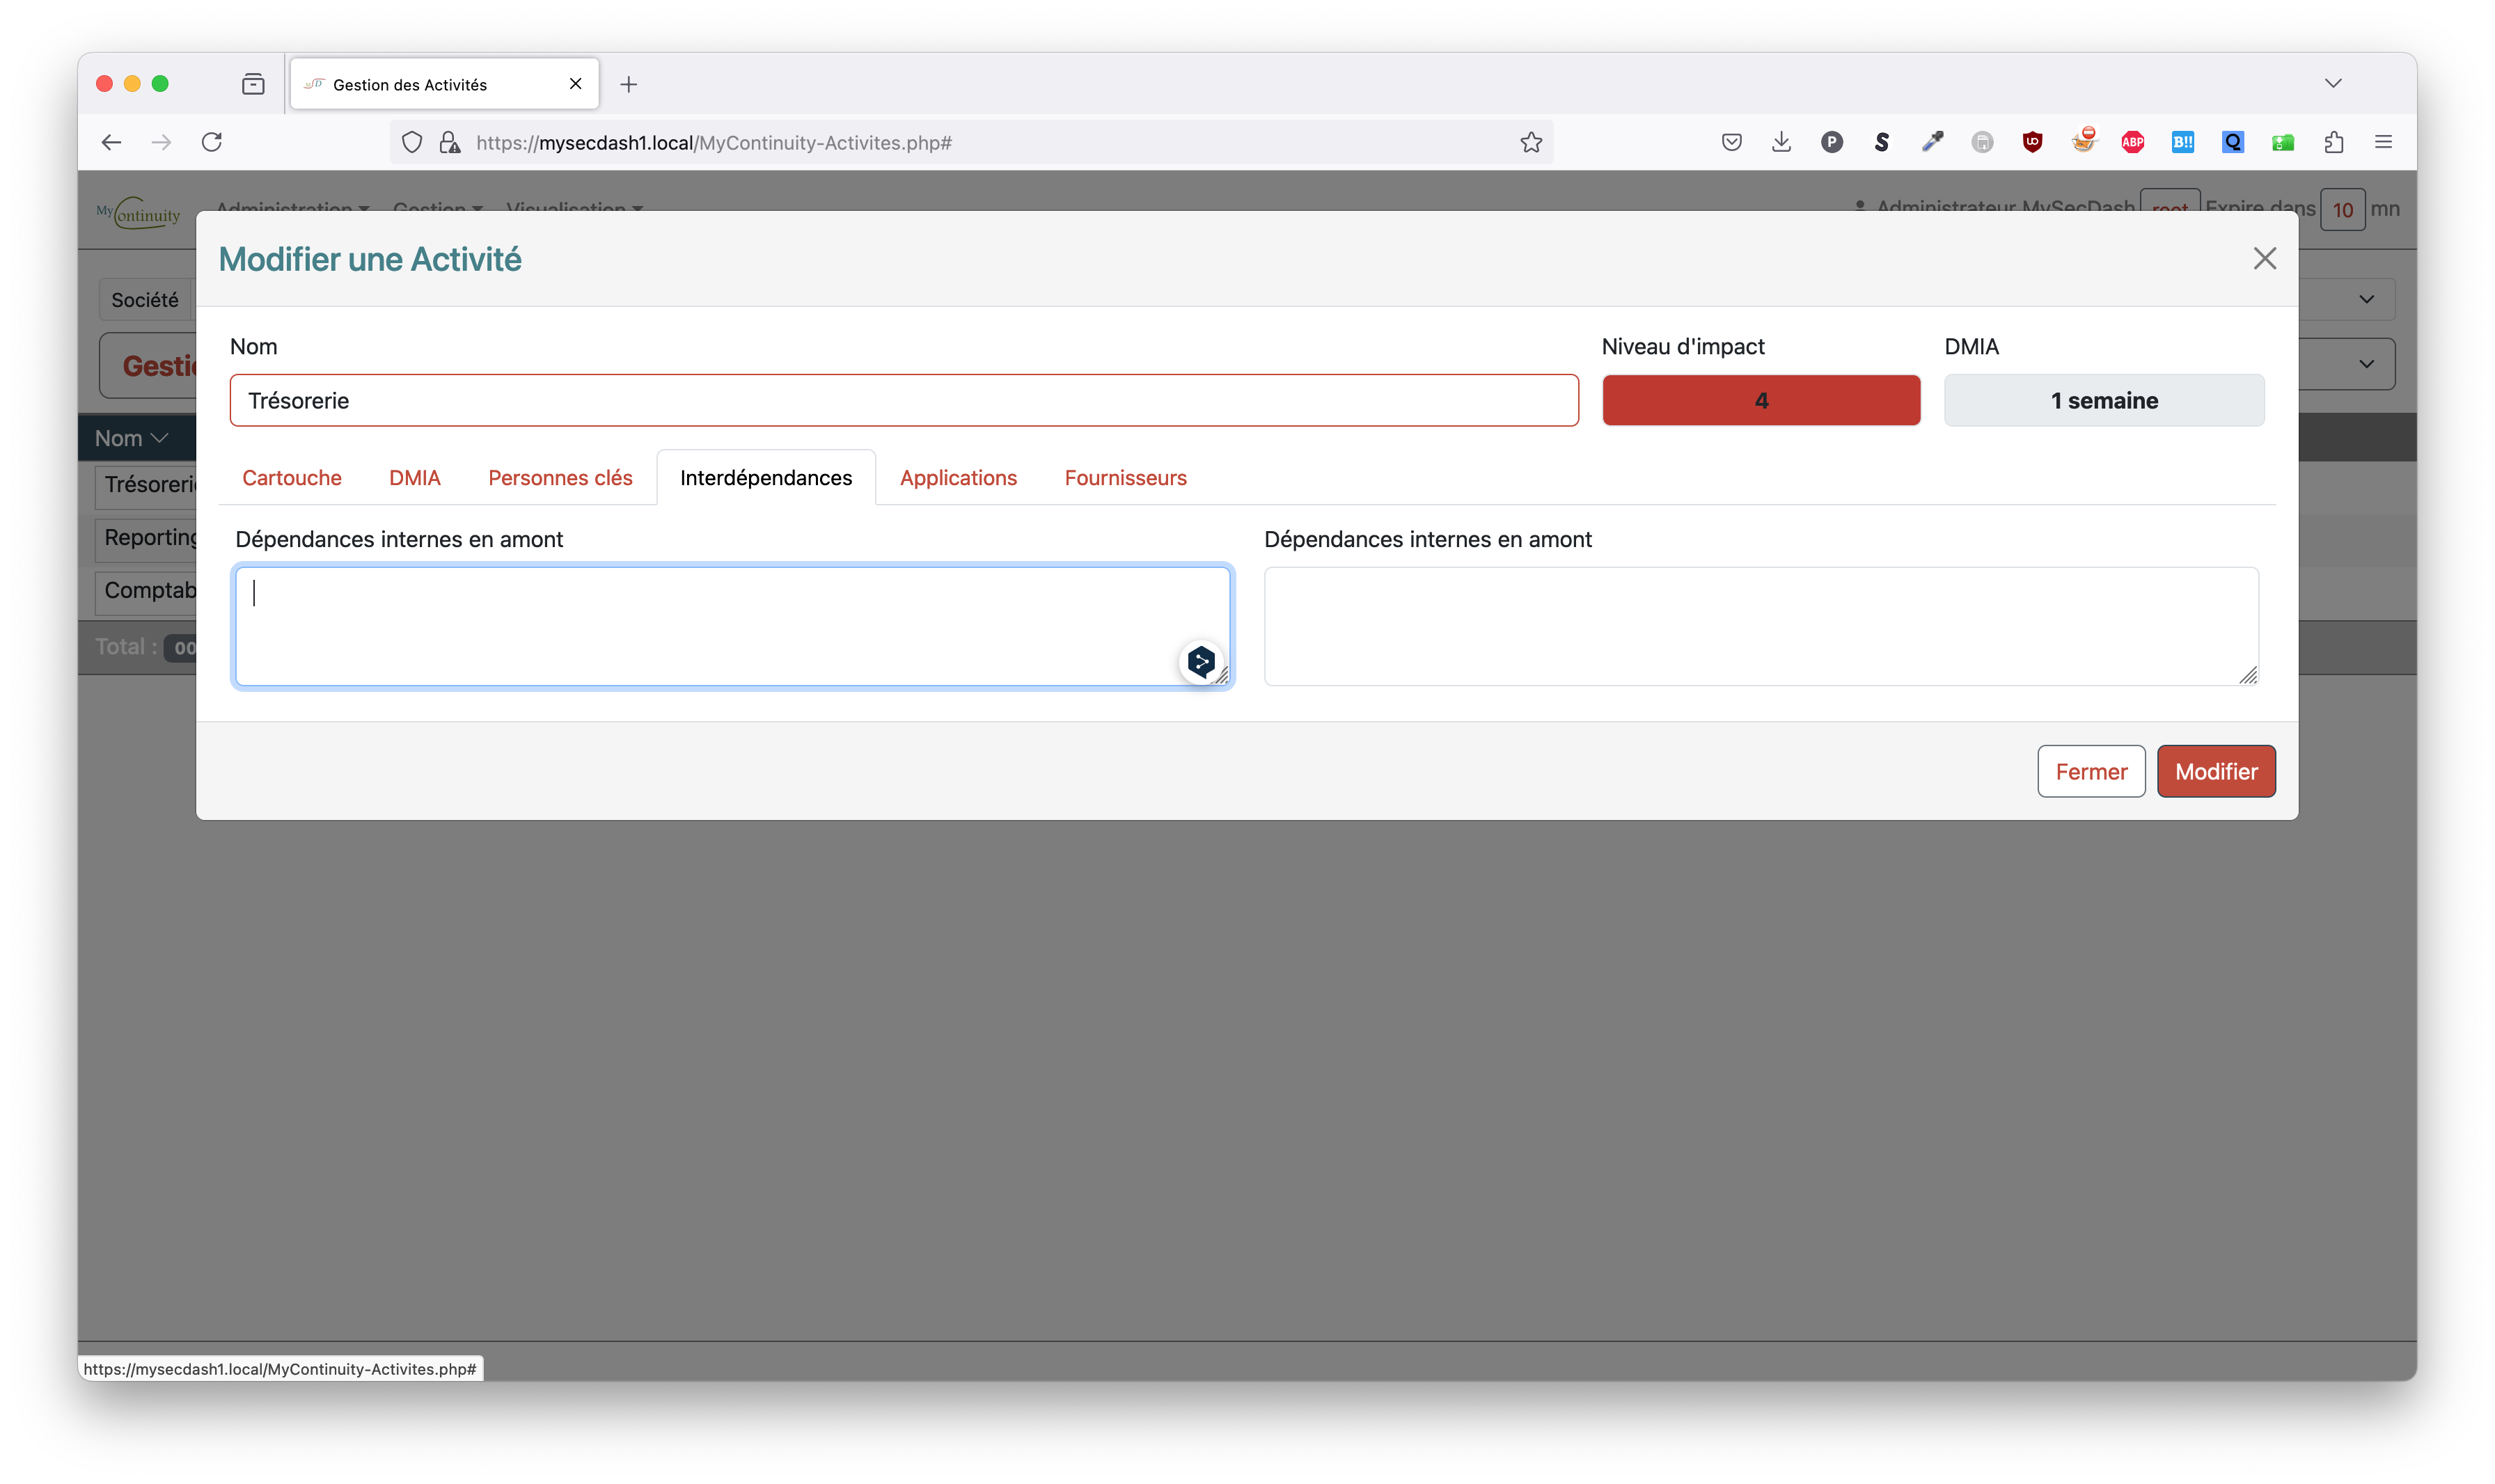 Gestion des Activités
https://mysecdash1.local/MyContinuity-Activites.php#
P
S
ABP
B!!
Q
MyContinuity
Administration
Gestion
Visualisation
Administrateur MySecDash root Expire dans 10 mn
Modifier une Activité
Société
Gesti
Nom
Niveau d'impact
DMIA
Trésorerie
4
1 semaine
Nom
Cartouche
DMIA
Personnes clés
Interdépendances
Applications
Fournisseurs
Trésoreri
Reporting
Comptab
Total : 00
Dépendances internes en amont
Dépendances internes en amont
Fermer
Modifier
https://mysecdash1.local/MyContinuity-Activites.php#